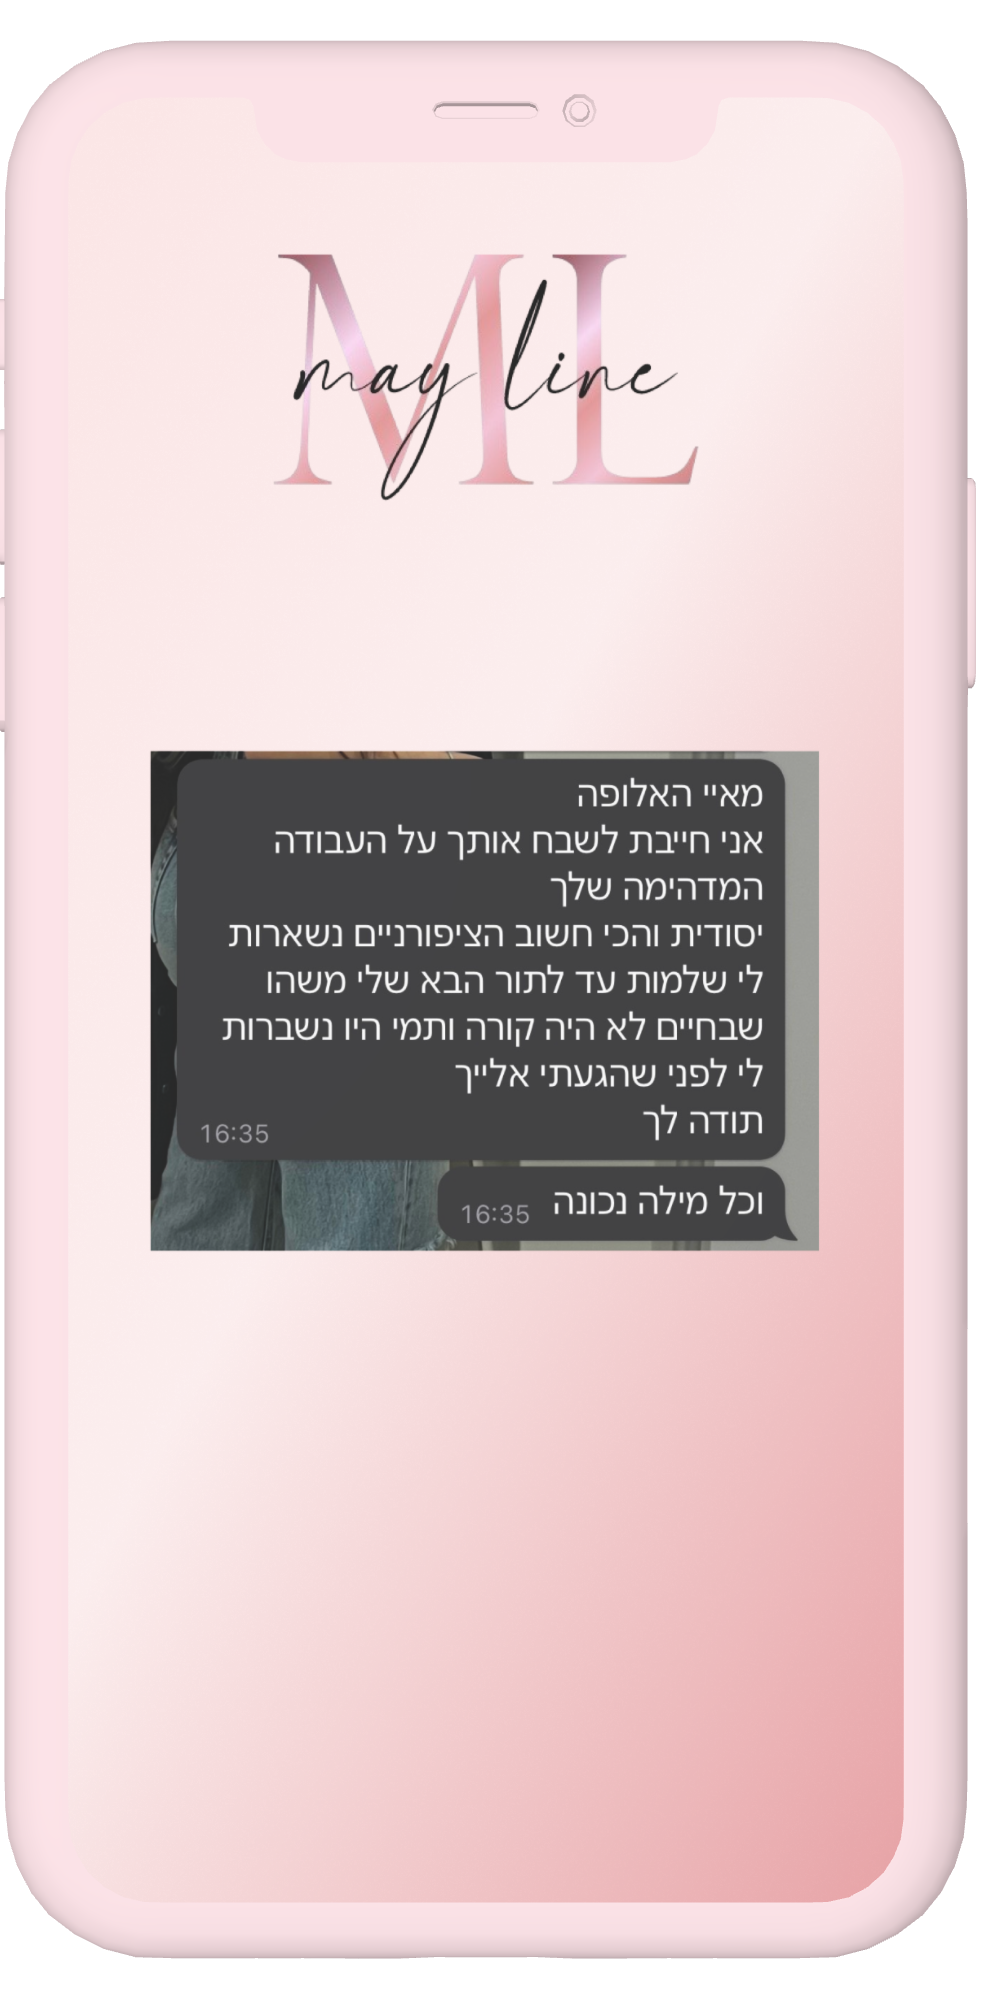 ML
may line
מאיי האלופה
אני חייבת לשבח אותך על העבודה
המדהימה שלך
יסודית והכי חשוב הציפורניים נשארות
לי שלמות עד לתור הבא שלי משהו
שבחיים לא היה קורה ותמי היו נשברות
לי לפני שהגעתי אלייך
תודה לך
16:35
וכל מילה נכונה
16:35